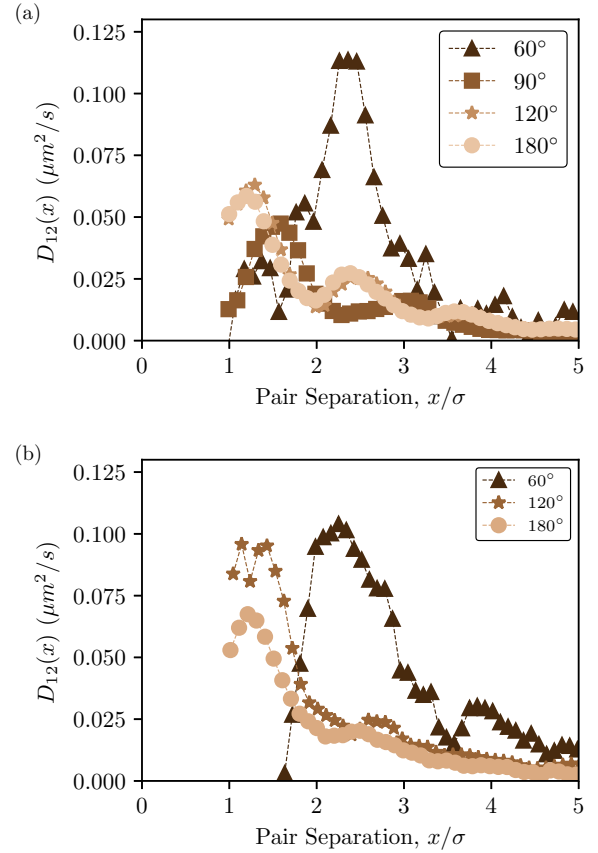 (a)
0.125
0.100
0.075
0.050
0.025
0.000
D₁₂(x) (μm²/s)
60°
90°
120°
180°
0 1 2 3 4 5
Pair Separation, x/σ
(b)
0.125
0.100
0.075
0.050
0.025
0.000
D₁₂(x) (μm²/s)
60°
120°
180°
0 1 2 3 4 5
Pair Separation, x/σ